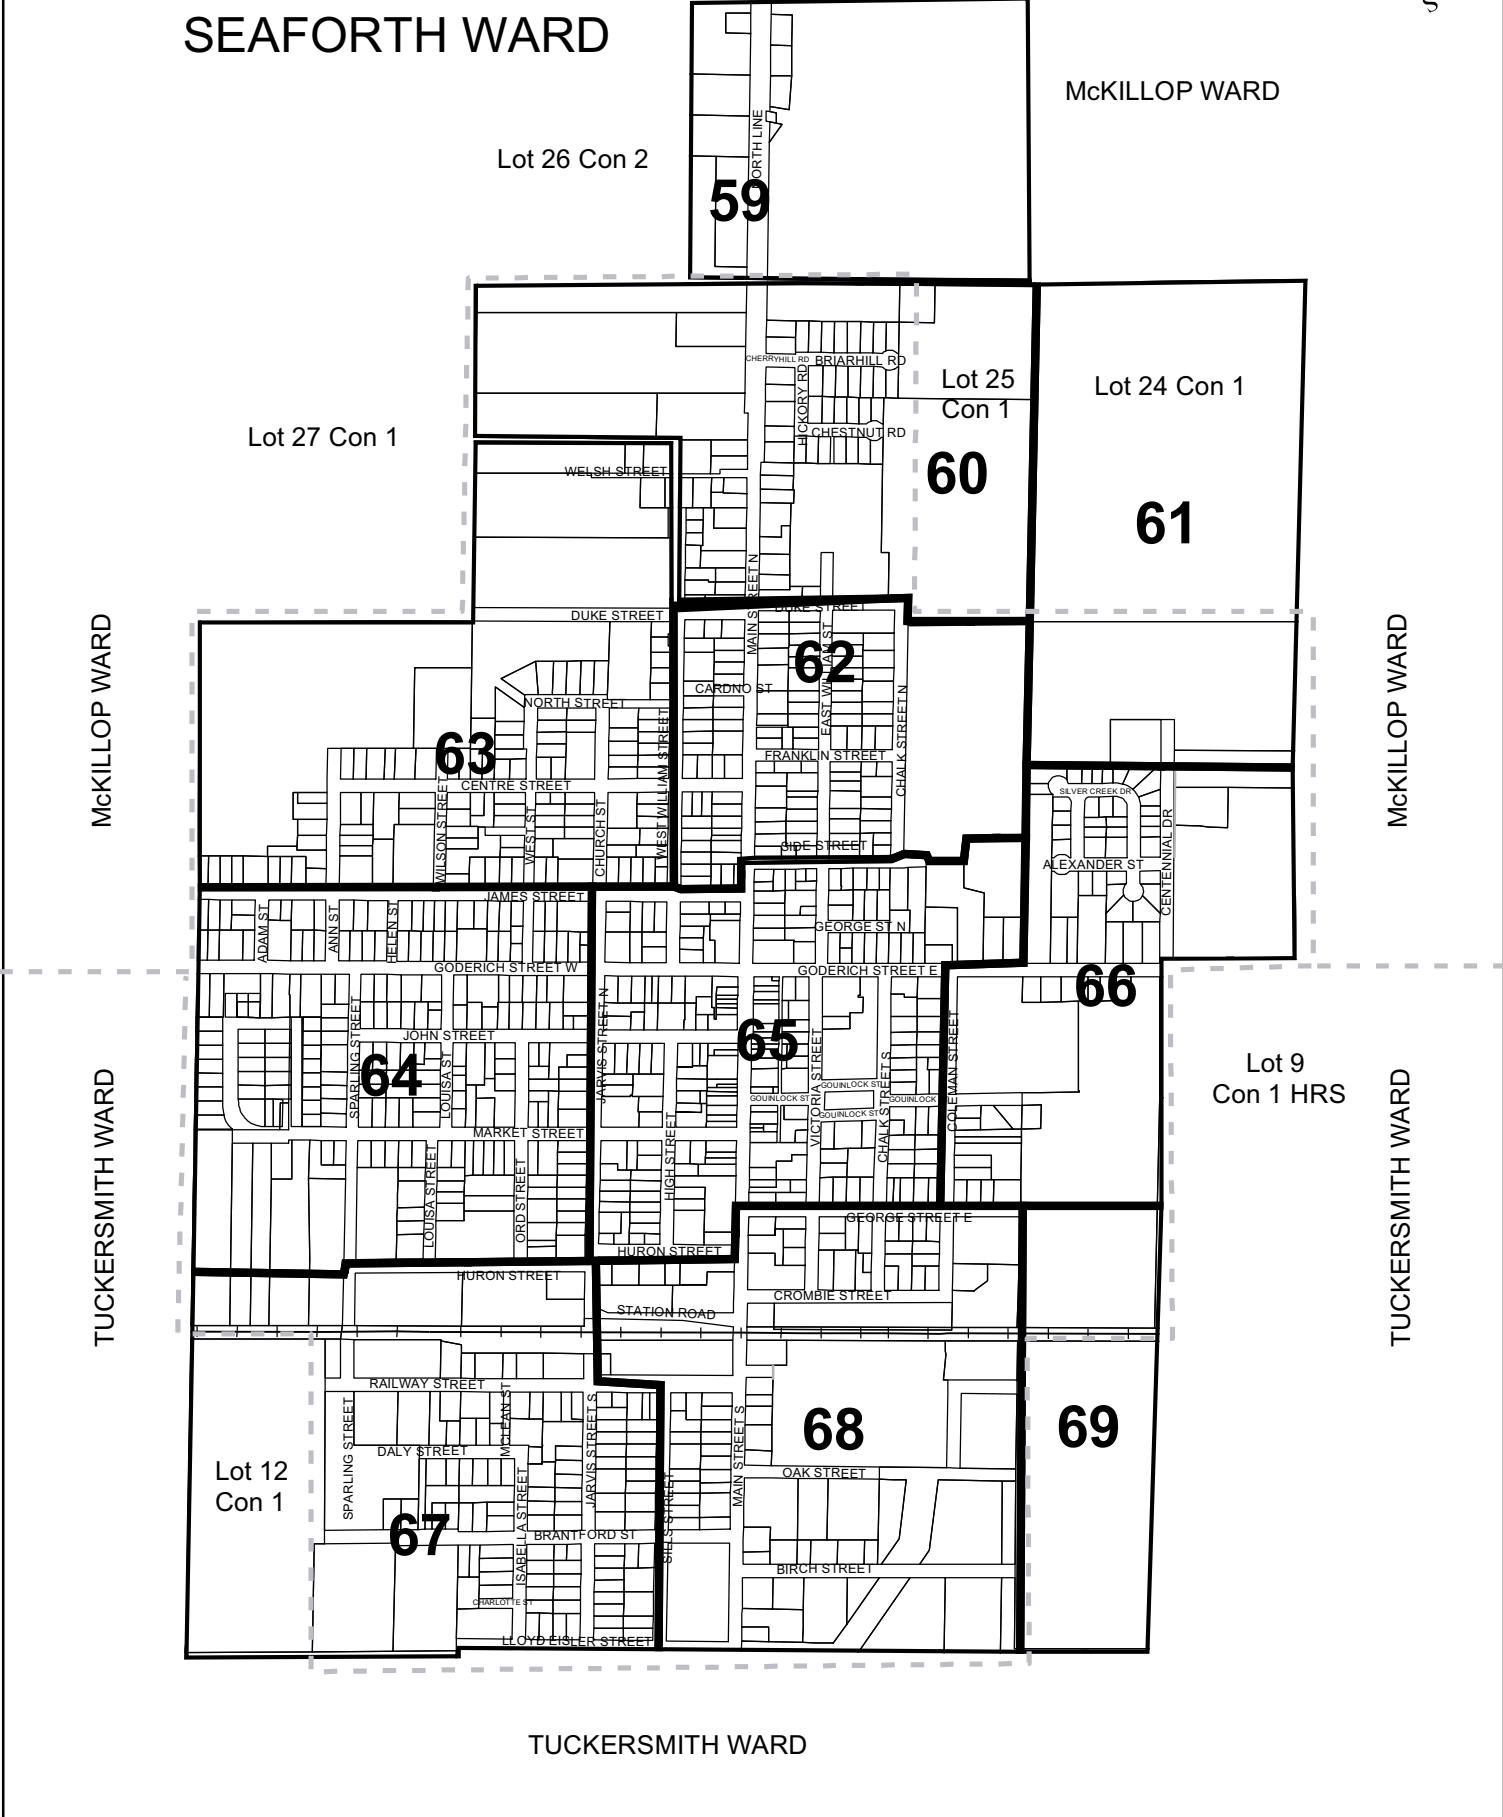 SEAFORTH WARD
S
McKILLOP WARD
NORTH LINE
Lot 26 Con 2
59
CHERRYHILL RD
BRIARHILL RD
Lot 25
Con 1
Lot 24 Con 1
HICKORY RD
CHESTNUT RD
Lot 27 Con 1
WELSH STREET
60
61
MAIN STREET N
DUKE STREET
DUKE STREET
McKILLOP WARD
McKILLOP WARD
62
EAST WILLIAM ST
CARDNO ST
NORTH STREET
CHALK STREET N
WEST WILLIAM STREET
63
FRANKLIN STREET
CENTRE STREET
SILVER CREEK DR
WILSON STREET
WEST ST
CHURCH ST
SIDE STREET
CENTENNIAL DR
ALEXANDER ST
JAMES STREET
ADAM ST
ANN ST
HELEN ST
GEORGE ST N
GODERICH STREET W
GODERICH STREET E
66
JARVIS STREET N
SPARLING STREET
JOHN STREET
65
VICTORIA STREET
COLEMAN STREET
64
LOUISA ST
CHALK STREET S
Lot 9
Con 1 HRS
GOUINLOCK ST
GOUINLOCK ST
GOUINLOCK
GOUINLOCK ST
TUCKERSMITH WARD
TUCKERSMITH WARD
MARKET STREET
HIGH STREET
LOUISA STREET
ORD STREET
GEORGE STREET E
HURON STREET
HURON STREET
CROMBIE STREET
STATION ROAD
RAILWAY STREET
MCLEAN ST
SPARLING STREET
JARVIS STREET S
MAIN STREET S
68
69
DALY STREET
Lot 12
Con 1
OAK STREET
ISABELLA STREET
SILLS STREET
67
BRANTFORD ST
BIRCH STREET
CHARLOTTE ST
LLOYD EISLER STREET
TUCKERSMITH WARD